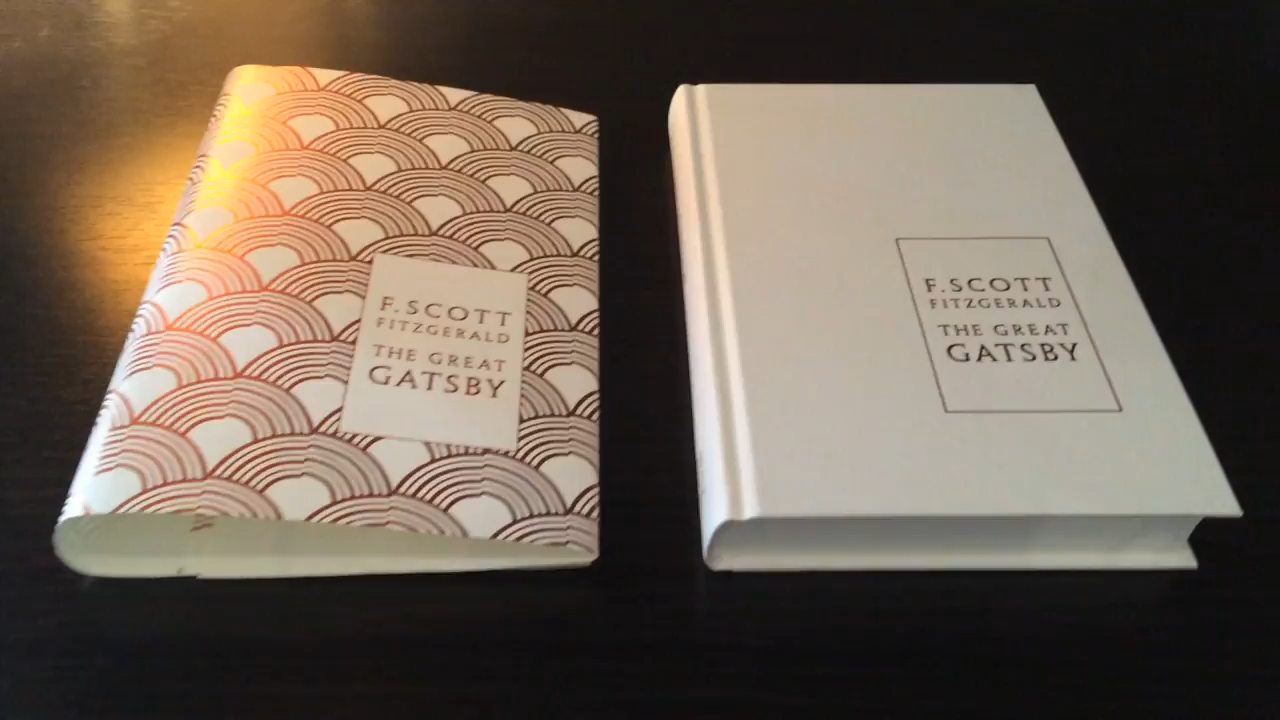 F. SCOTT
FITZGERALD
THE GREAT
GATSBY
F. SCOTT
FITZGERALD
THE GREAT
GATSBY